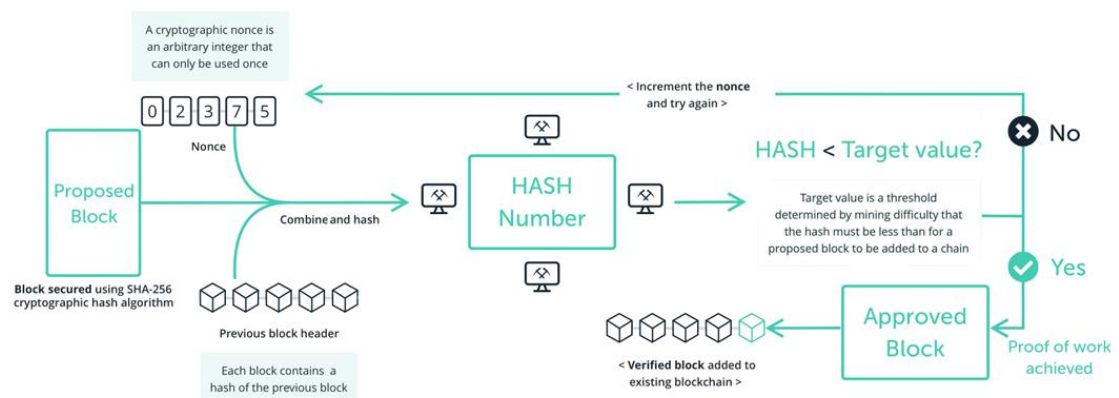 A cryptographic nonce is
an arbitrary integer that
can only be used once
0 2 3 7 5
Nonce
Proposed
Block
Block secured using SHA-256
cryptographic hash algorithm
Combine and hash
Previous block header
Each block contains a
hash of the previous block
HASH
Number
< Increment the nonce
and try again >
HASH < Target value?
Target value is a threshold
determined by mining difficulty that
the hash must be less than for a
proposed block to be added to a chain
No
Yes
Proof of work
achieved
Approved
Block
< Verified block added to
existing blockchain >